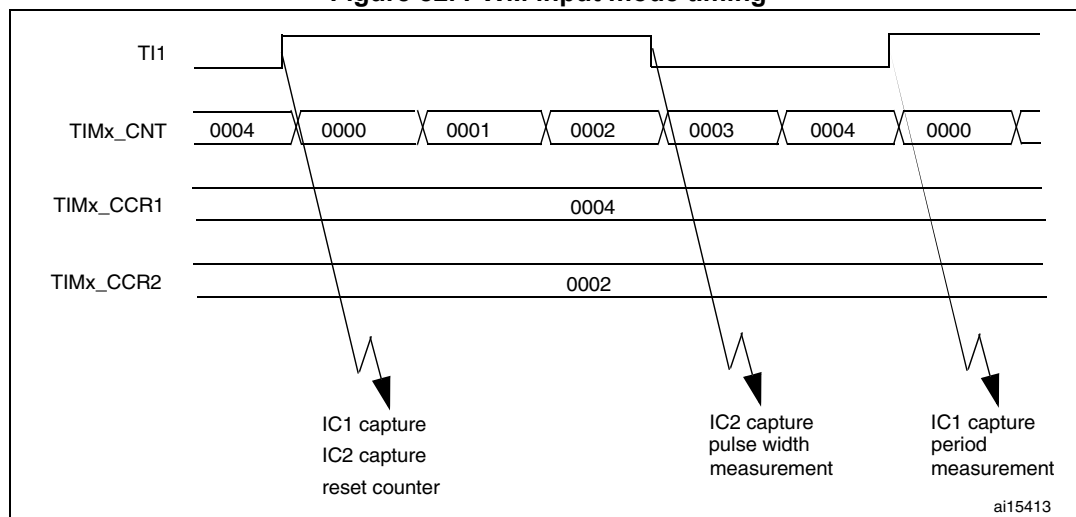 TI1
TIMx_CNT 0004 0000 0001 0002 0003 0004 0000
TIMx_CCR1 0004
TIMx_CCR2 0002
IC1 capture
IC2 capture
reset counter
IC2 capture
pulse width
measurement
IC1 capture
period
measurement
ai15413